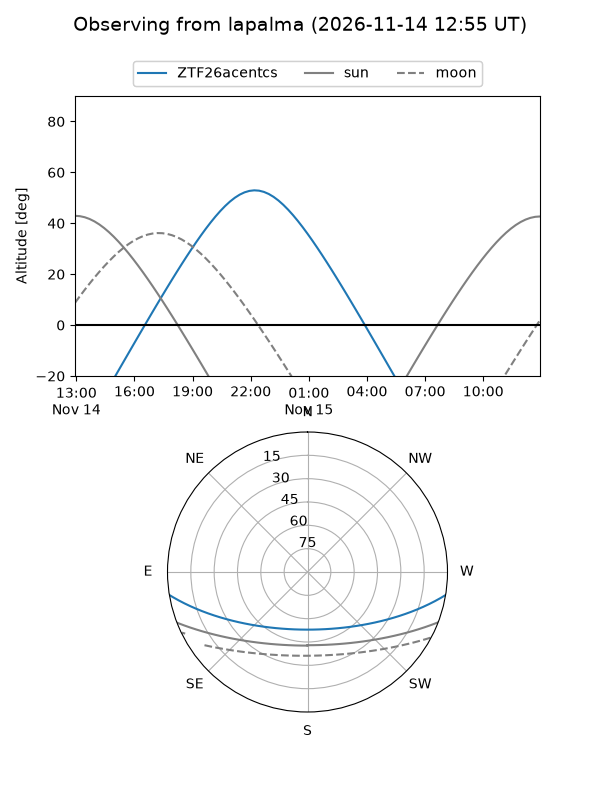 Observing from lapalma (2026-11-14 12:55 UT)
ZTF26acentcs sun moon
Altitude [deg]
80
60
40
20
0
−20
13:00 16:00 19:00 22:00 01:00 04:00 07:00 10:00
Nov 14 Nov 15
N
NE NW
15
30
45
60
75
E W
SE SW
S